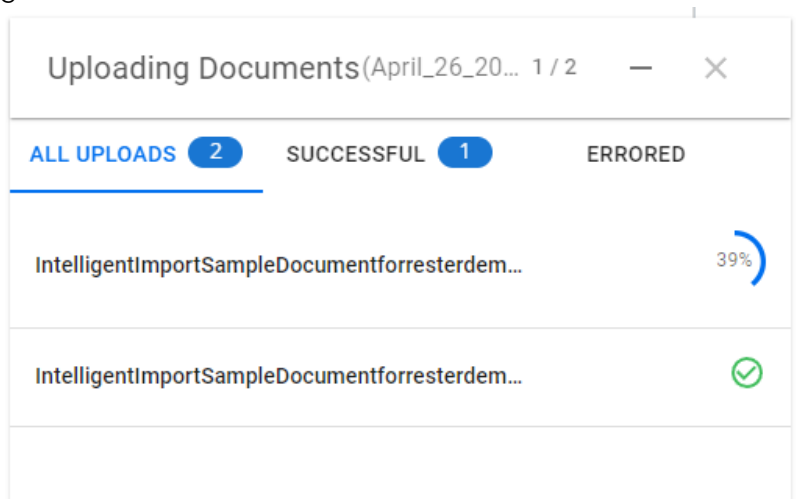 Uploading Documents(April_26_20... 1 / 2
ALL UPLOADS 2 SUCCESSFUL 1 ERRORED
IntelligentImportSampleDocumentforresterdem...
39%
IntelligentImportSampleDocumentforresterdem...